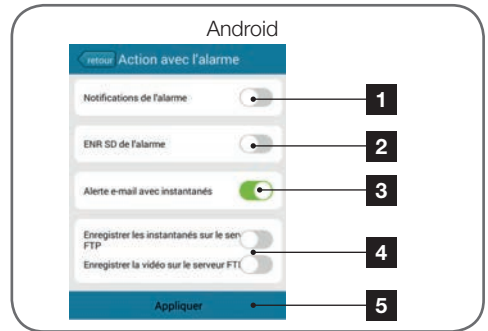 Android
retour Action avec l'alarme
Notifications de l'alarme
1
ENR SD de l'alarme
2
Alerte e-mail avec instantanés
3
Enregistrer les instantanés sur le ser
FTP
4
Enregistrer la vidéo sur le serveur FT
Appliquer
5